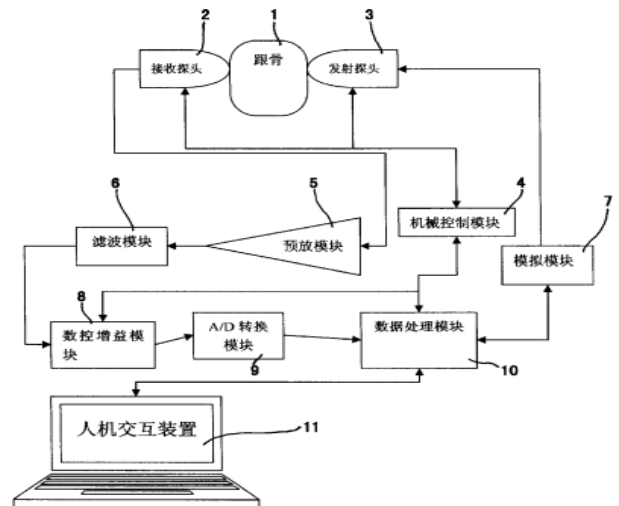 2
1
3
接收探头
跟骨
发射探头
6
5
4
7
滤波模块
预放模块
机械控制模块
模拟模块
8
数控增益模
块
A/D 转换
模块
9
数据处理模块
10
人机交互装置
11